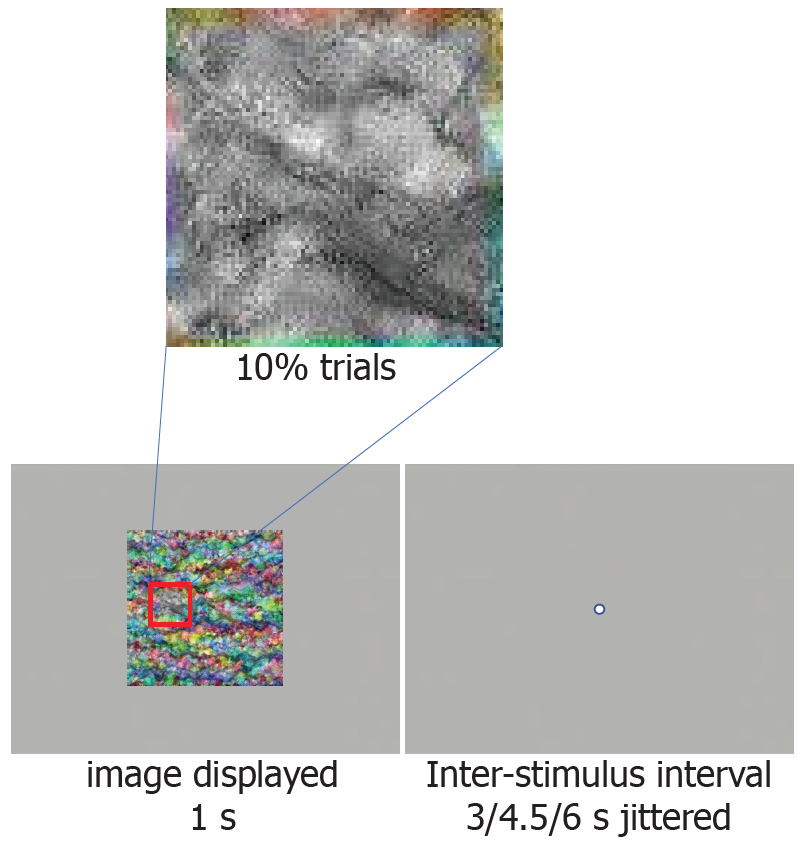 10% trials
image displayed
1 s
Inter-stimulus interval
3/4.5/6 s jittered